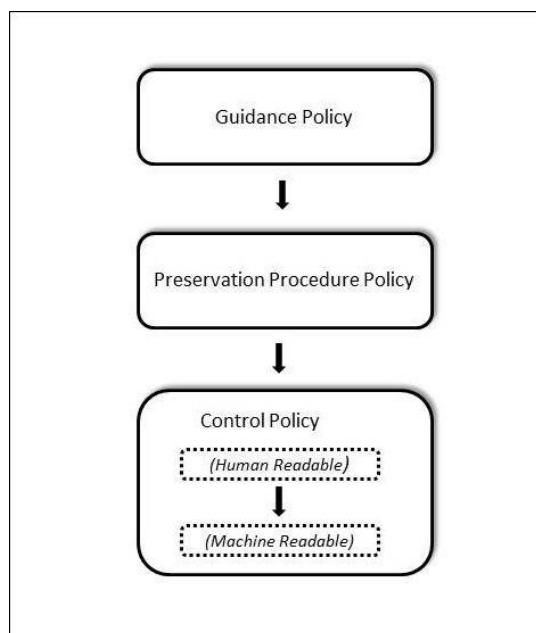 Guidance Policy
Preservation Procedure Policy
Control Policy
(Human Readable)
(Machine Readable)